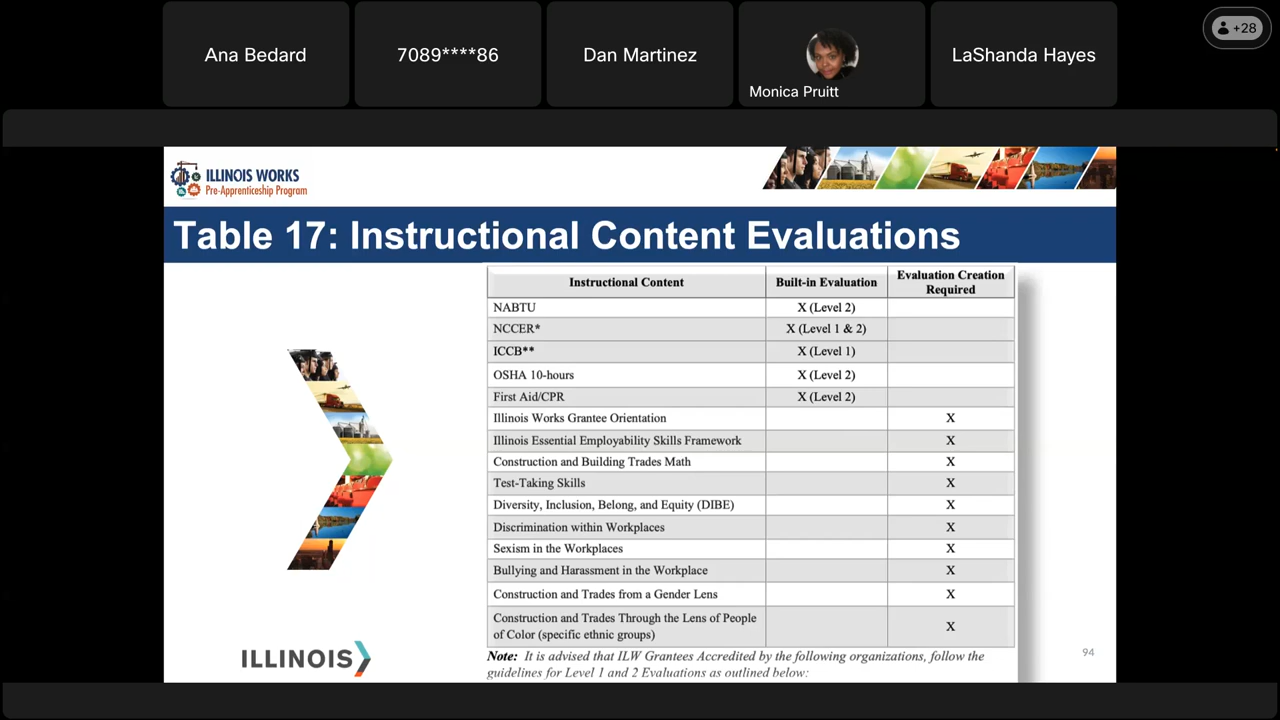 Ana Bedard
7089****86
Dan Martinez
Monica Pruitt
LaShanda Hayes
+28
ILLINOIS WORKS
Pre-Apprenticeship Program
Table 17: Instructional Content Evaluations
Instructional Content Built-in Evaluation Evaluation Creation Required
NABTU X (Level 2)
NCCER* X (Level 1 & 2)
ICCB** X (Level 1)
OSHA 10-hours X (Level 2)
First Aid/CPR X (Level 2)
Illinois Works Grantee Orientation X
Illinois Essential Employability Skills Framework X
Construction and Building Trades Math X
Test-Taking Skills X
Diversity, Inclusion, Belong, and Equity (DIBE) X
Discrimination within Workplaces X
Sexism in the Workplaces X
Bullying and Harassment in the Workplace X
Construction and Trades from a Gender Lens X
Construction and Trades Through the Lens of People
of Color (specific ethnic groups) X
Note: It is advised that ILW Grantees Accredited by the following organizations, follow the
guidelines for Level 1 and 2 Evaluations as outlined below:
ILLINOIS
94